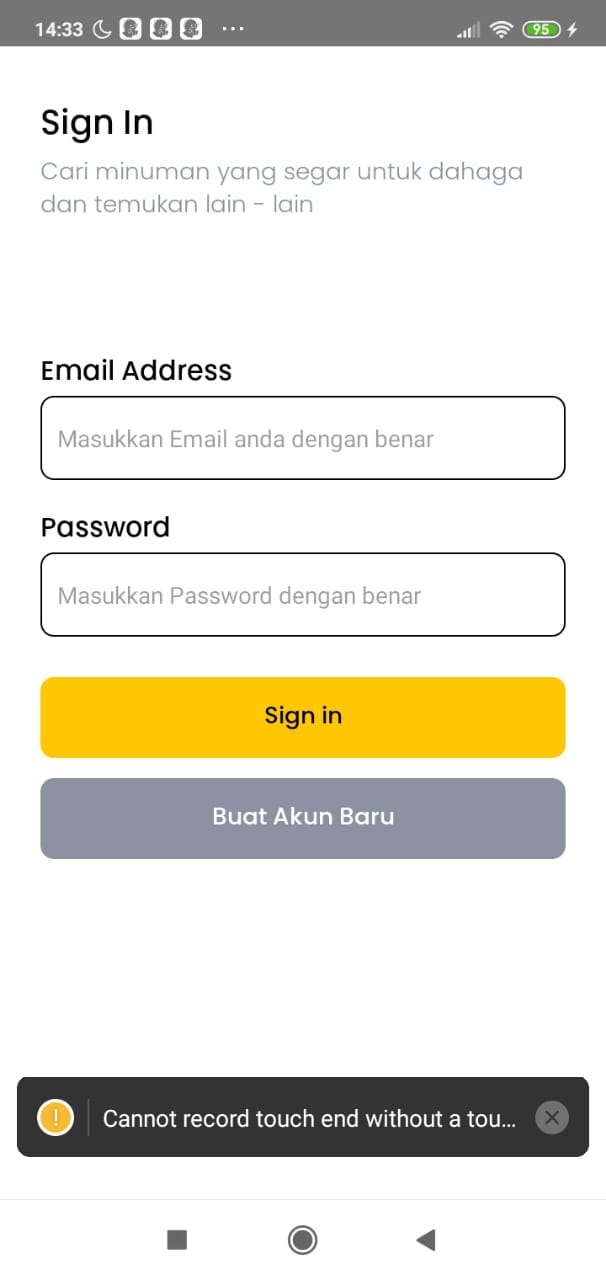 14:33
95
Sign In
Cari minuman yang segar untuk dahaga
dan temukan lain - lain
Email Address
Masukkan Email anda dengan benar
Password
Masukkan Password dengan benar
Sign in
Buat Akun Baru
Cannot record touch end without a tou...